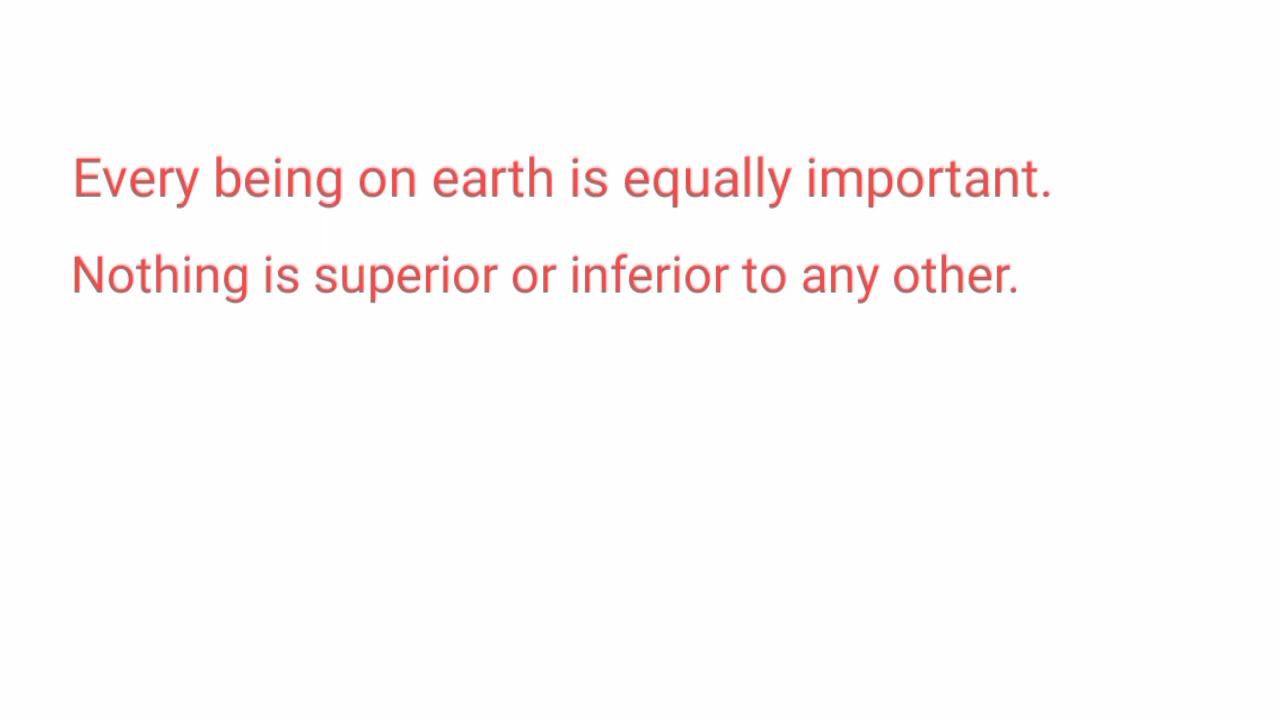 Every being on earth is equally important.
Nothing is superior or inferior to any other.